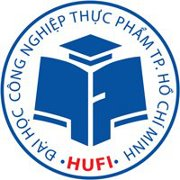 ĐẠI HỌC CÔNG NGHIỆP THỰC PHẨM TP. HỒ CHÍ MINH
HUFI